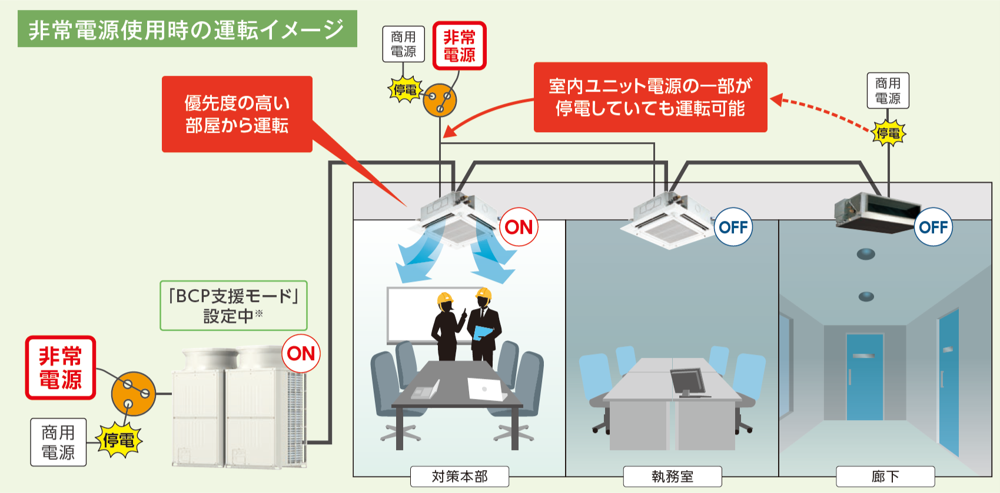 非常電源使用時の運転イメージ
商用
電源
非常
電源
停電
優先度の高い
部屋から運転
室内ユニット電源の一部が
停電していても運転可能
商用
電源
停電
ON
OFF
OFF
「BCP支援モード」
設定中※
ON
非常
電源
商用
電源
停電
対策本部
執務室
廊下